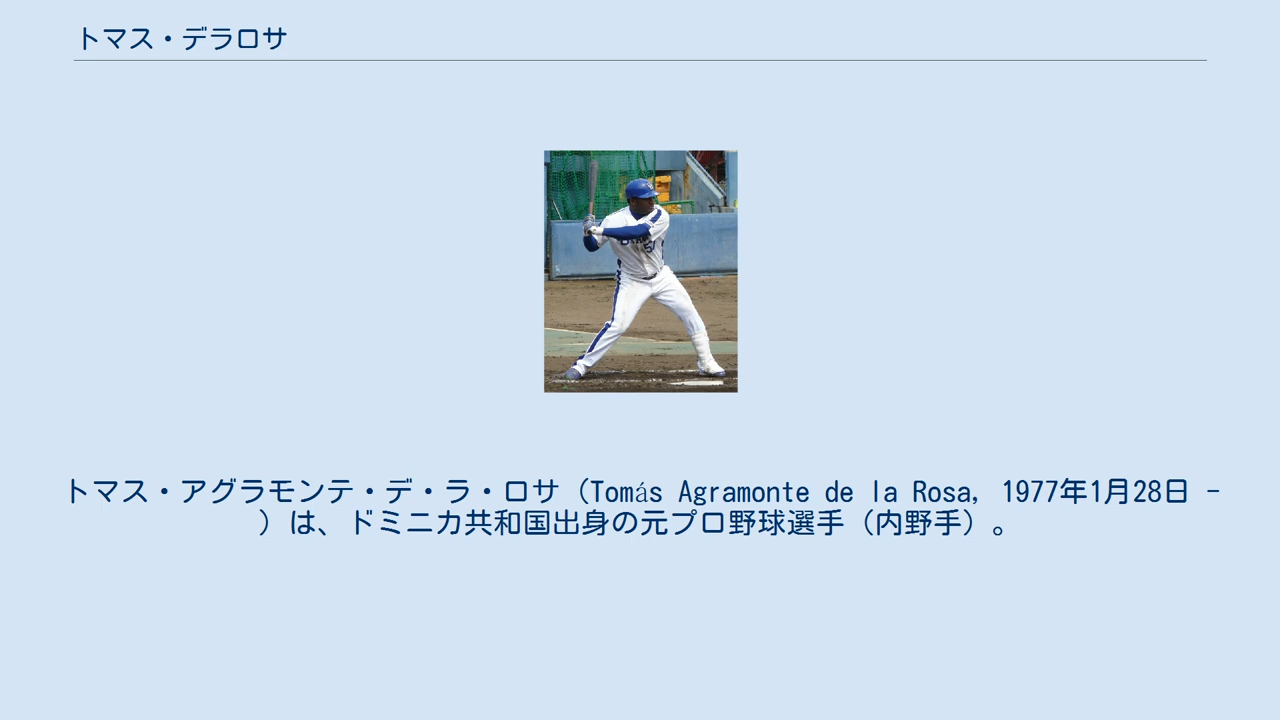 トマス・デラロサ
トマス・アグラモンテ・デ・ラ・ロサ（Tomás Agramonte de la Rosa, 1977年1月28日 -
）は、ドミニカ共和国出身の元プロ野球選手（内野手）。